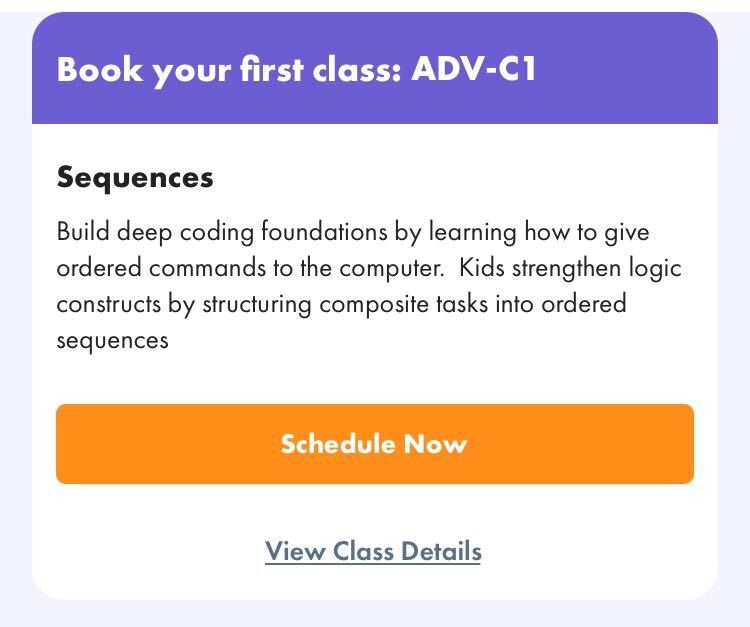 Book your first class: ADV-C1
Sequences
Build deep coding foundations by learning how to give
ordered commands to the computer.  Kids strengthen logic
constructs by structuring composite tasks into ordered
sequences
Schedule Now
View Class Details